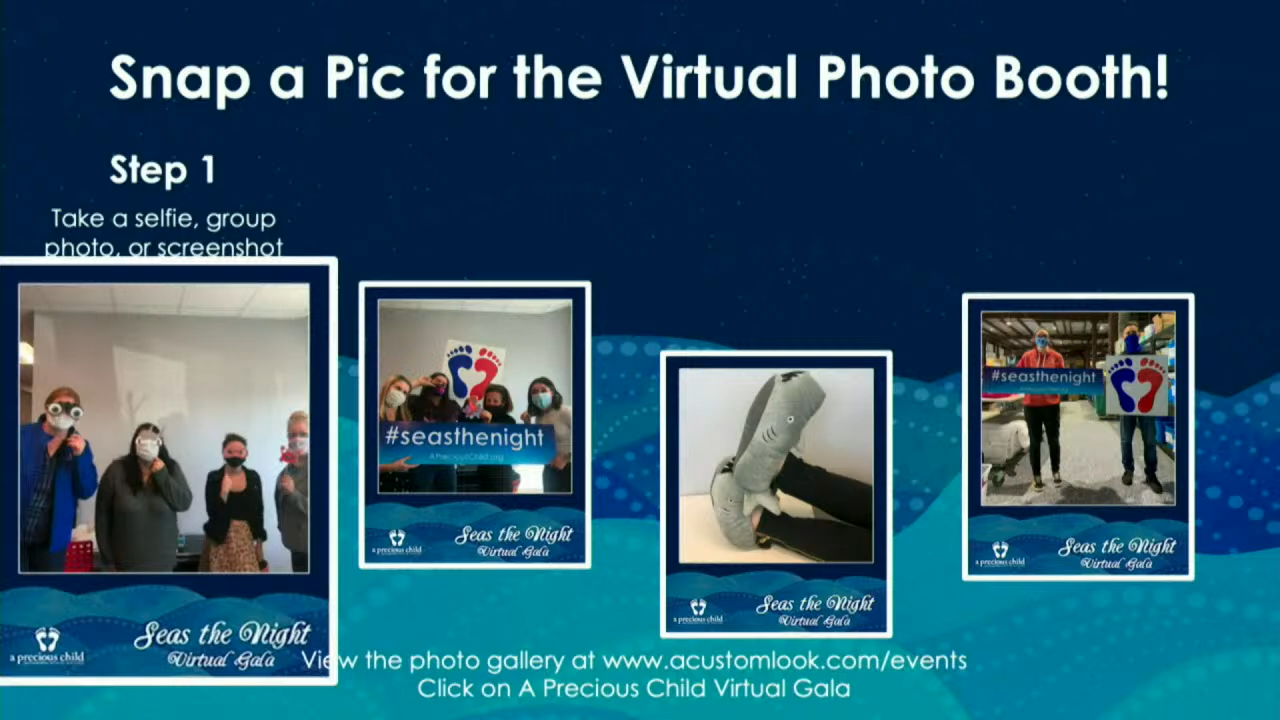 Snap a Pic for the Virtual Photo Booth!
Step 1
Take a selfie, group
photo, or screenshot
a precious child
Seas the Night
Virtual Gala
#seasthenight
APreciousChild.org
a precious child
Seas the Night
Virtual Gala
a precious child
Seas the Night
Virtual Gala
#seasthenight
a precious child
Seas the Night
Virtual Gala
View the photo gallery at www.acustomlook.com/events
Click on A Precious Child Virtual Gala